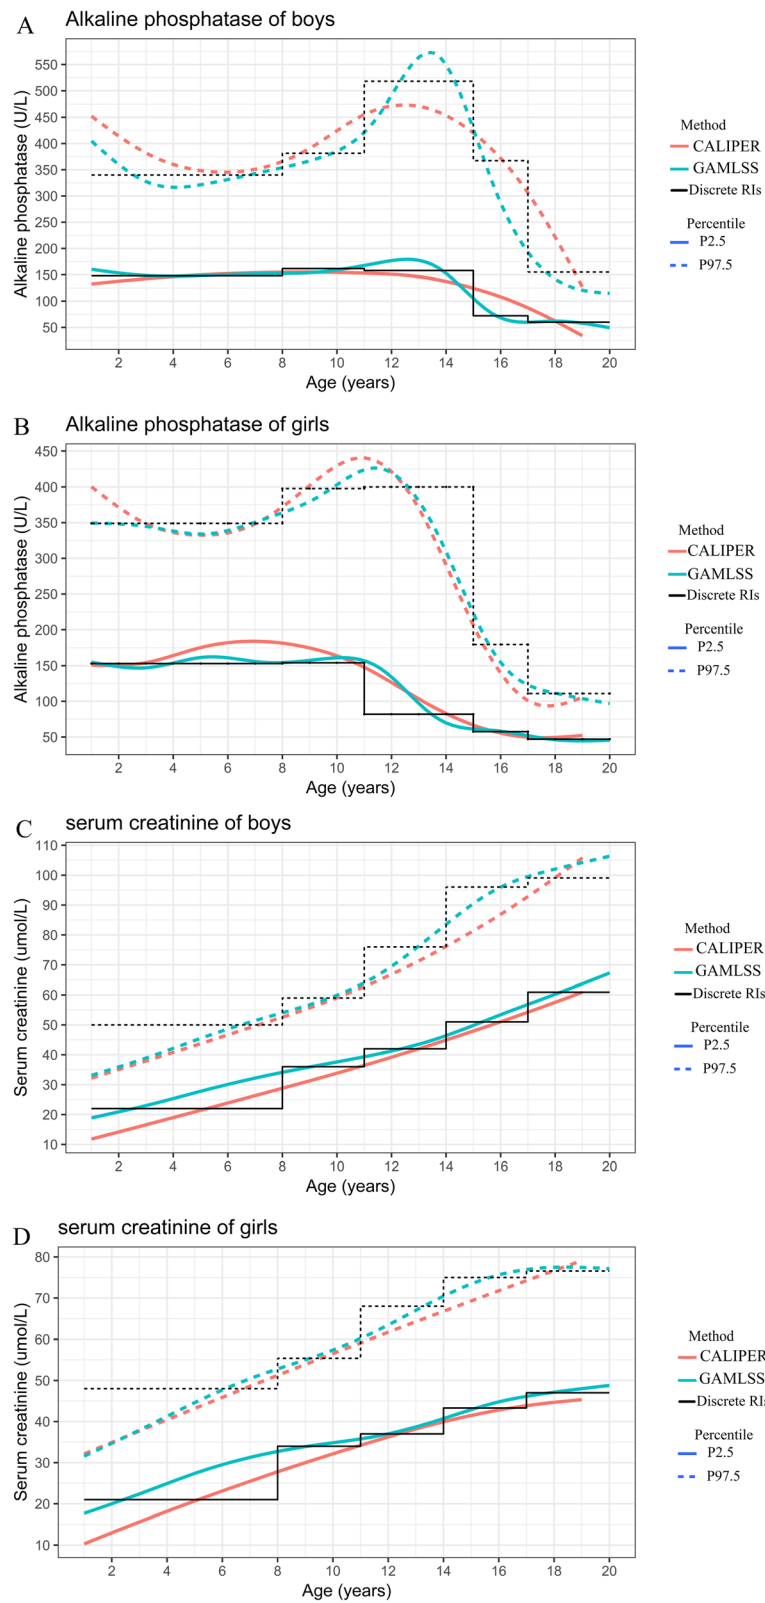 A
Alkaline phosphatase of boys
Alkaline phosphatase (U/L)
550
500
450
400
350
300
250
200
150
100
50
2 4 6 8 10 12 14 16 18 20
Age (years)
Method
CALIPER
GAMLSS
Discrete RIs
Percentile
P2.5
P97.5
B
Alkaline phosphatase of girls
Alkaline phosphatase (U/L)
450
400
350
300
250
200
150
100
50
2 4 6 8 10 12 14 16 18 20
Age (years)
Method
CALIPER
GAMLSS
Discrete RIs
Percentile
P2.5
P97.5
C
serum creatinine of boys
Serum creatinine (umol/L)
110
100
90
80
70
60
50
40
30
20
10
2 4 6 8 10 12 14 16 18 20
Age (years)
Method
CALIPER
GAMLSS
Discrete RIs
Percentile
P2.5
P97.5
D
serum creatinine of girls
Serum creatinine (umol/L)
80
70
60
50
40
30
20
10
2 4 6 8 10 12 14 16 18 20
Age (years)
Method
CALIPER
GAMLSS
Discrete RIs
Percentile
P2.5
P97.5